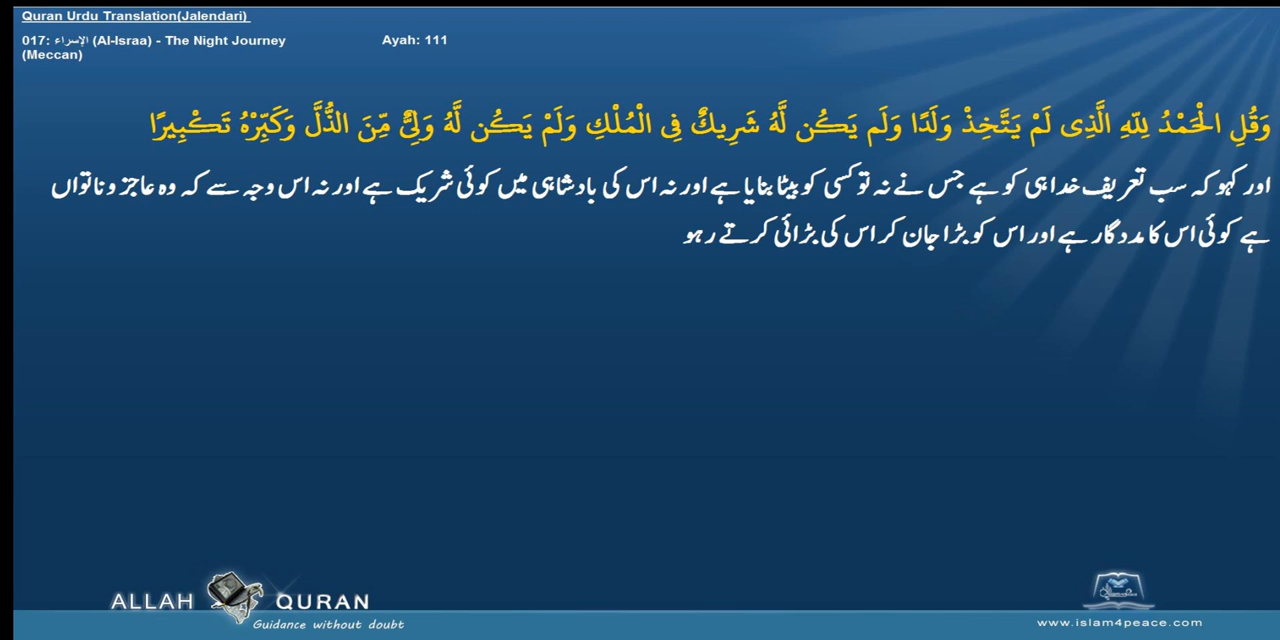 Quran Urdu Translation(Jalendari)
017: الإسراء (Al-Israa) - The Night Journey
(Meccan)
Ayah: 111
وَقُلِ الْحَمْدُ لِلّهِ الَّذِى لَمْ يَتَّخِذْ وَلَدًا وَلَم يَكُن لَّهُ شَرِيكٌ فِى الْمُلْكِ وَلَمْ يَكُن لَّهُ وَلِىٌّ مِّنَ الذُّلَّ وَكَبِّرْهُ تَكْبِيرًا
اور کہو کہ سب تعریف خدا ہی کو ہے جس نے نہ تو کسی کو بیٹا بنایا ہے اور نہ اس کی بادشاہی میں کوئی شریک ہے اور نہ اس وجہ سے کہ وہ عاجز و ناتواں
ہے کوئی اس کا مددگار ہے اور اس کو بڑا جان کر اس کی بڑائی کرتے رہو
ALLAH QURAN
Guidance without doubt
www.islam4peace.com